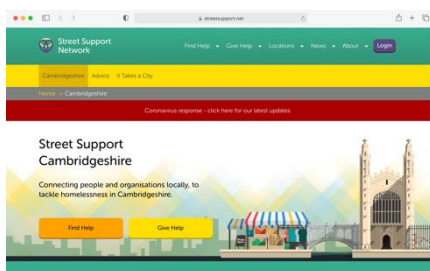 streetsupport.net
Street Support
Network
Find Help
Give Help
Locations
News
About
Login
Cambridgeshire
Advice
It Takes a City
Home > Cambridgeshire
Coronavirus response - click here for our latest updates.
Street Support
Cambridgeshire
Connecting people and organisations locally, to
tackle homelessness in Cambridgeshire.
Find Help
Give Help